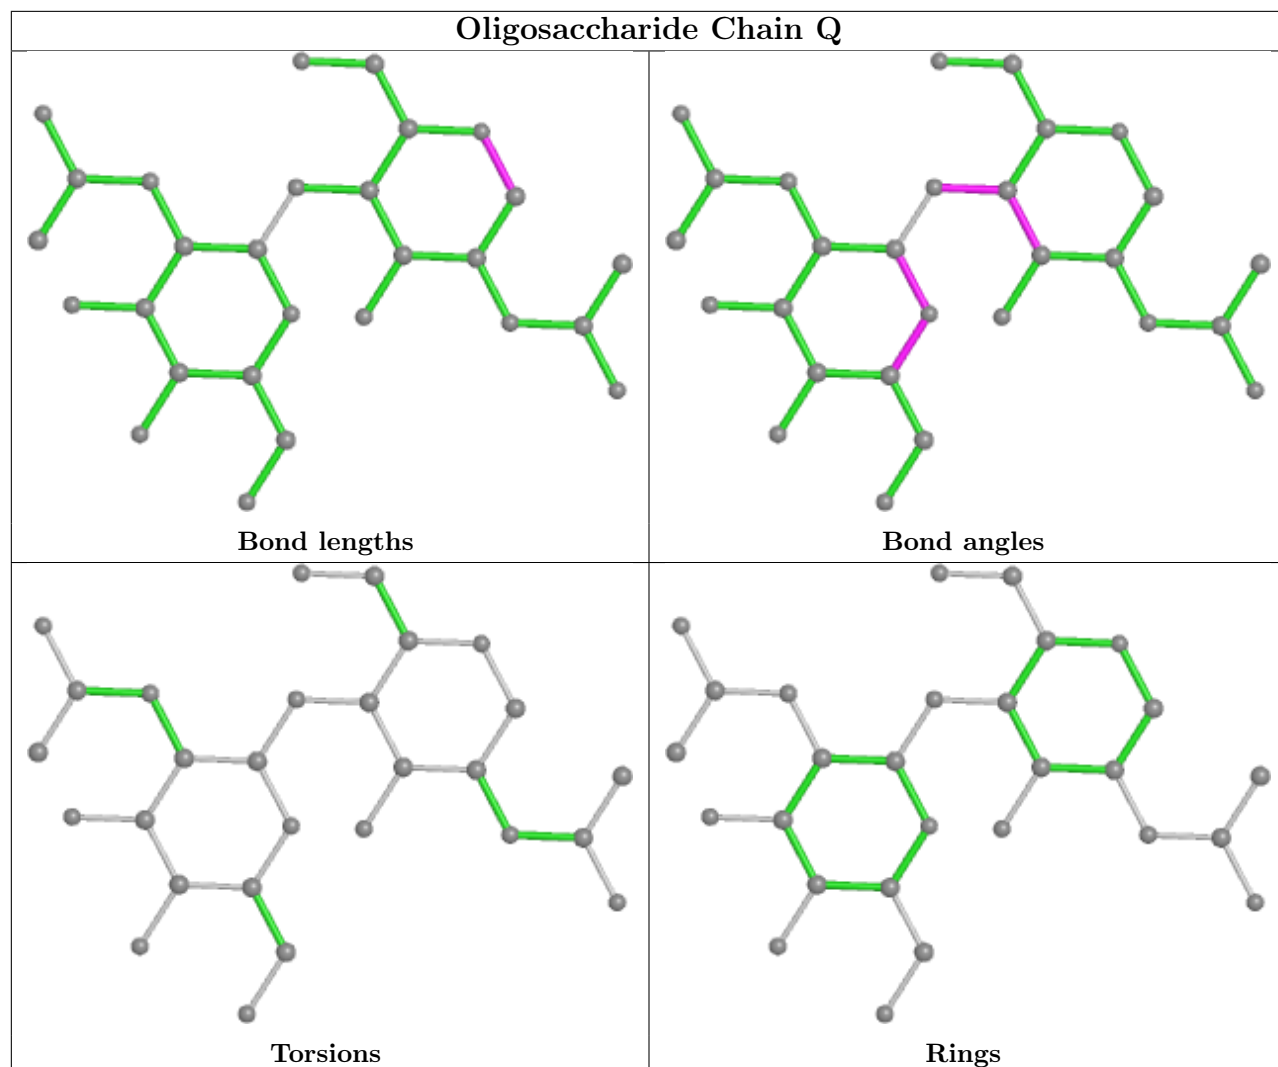 Oligosaccharide Chain Q
Bond lengths
Bond angles
Torsions
Rings